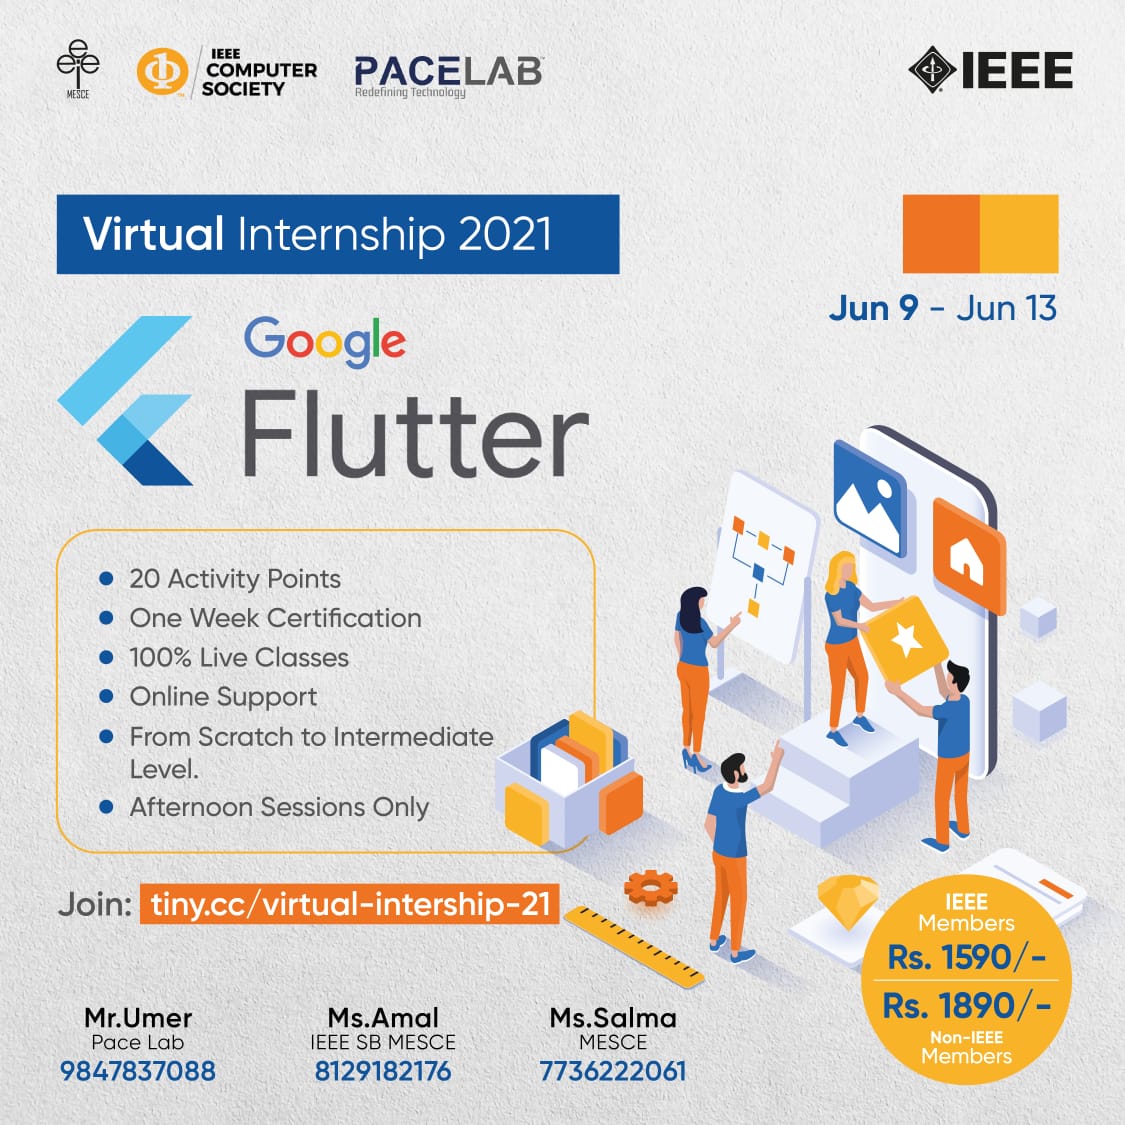 MESCE
IEEE
COMPUTER
SOCIETY
PACELAB
Redefining Technology
IEEE
Virtual Internship 2021
Jun 9 - Jun 13
Google
Flutter
20 Activity Points
One Week Certification
100% Live Classes
Online Support
From Scratch to Intermediate
Level.
Afternoon Sessions Only
Join: tiny.cc/virtual-intership-21
IEEE
Members
Rs. 1590/-
Rs. 1890/-
Non-IEEE
Members
Mr.Umer
Pace Lab
9847837088
Ms.Amal
IEEE SB MESCE
8129182176
Ms.Salma
MESCE
7736222061